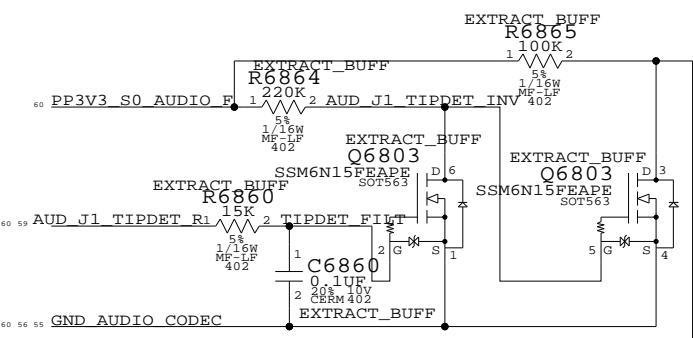 EXTRACT_BUFF
R6865
1 100K 2
5%
1/16W
MF-LF
402
EXTRACT_BUFF
R6864
220K
60 PP3V3_S0_AUDIO_F 1 2 AUD_J1_TIPDET_INV
5%
1/16W
MF-LF
402
EXTRACT_BUFF
Q6803
SSM6N15FEAPE
SOT563
D 6
2 G S 1
EXTRACT_BUFF
Q6803
SSM6N15FEAPE
SOT563
D 3
5 G S 4
EXTRACT_BUFF
R6860
15K
60 59 AUD_J1_TIPDET_R 1 2 TIPDET_FILT
5%
1/16W
MF-LF
402
1
C6860
0.1UF
2 20% 10V
CERM 402
EXTRACT_BUFF
60 56 55 GND_AUDIO_CODEC